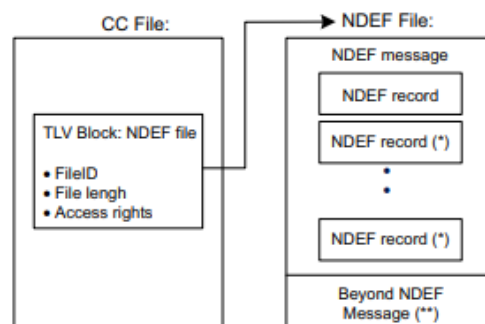 CC File:
TLV Block: NDEF file
• FileID
• File lengh
• Access rights
NDEF File:
NDEF message
NDEF record
NDEF record (*)
NDEF record (*)
Beyond NDEF
Message (**)